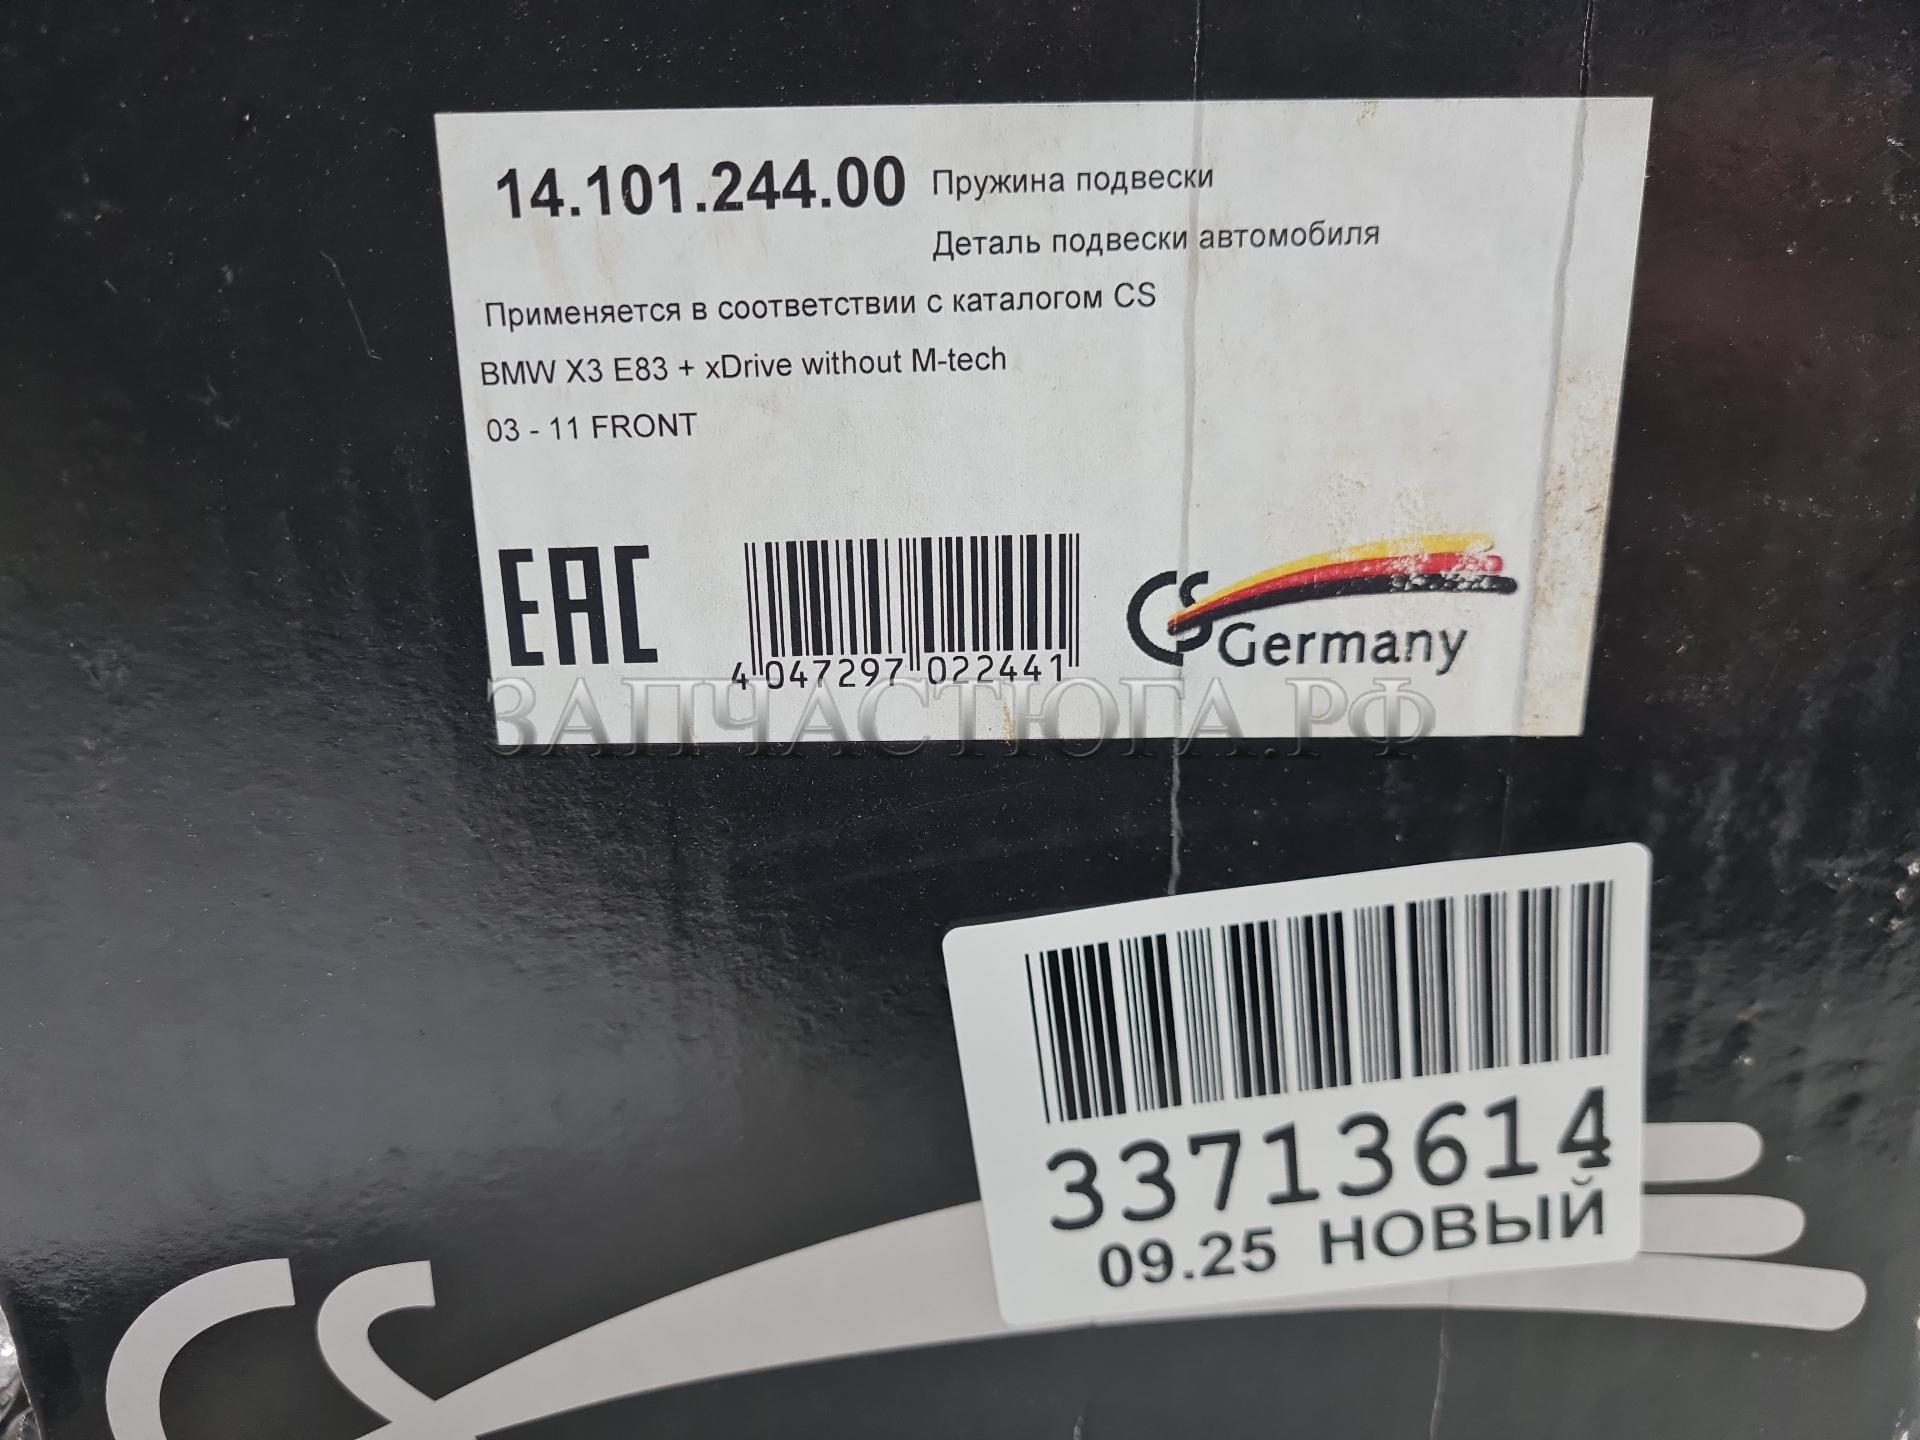 14.101.244.00 Пружина подвески
Деталь подвески автомобиля
Применяется в соответствии с каталогом CS
BMW X3 E83 + xDrive without M-tech
03 - 11 FRONT
EAC
4 047297 022441
CS Germany
ЗАПЧАСТЮГА.РФ
33713614
09.25 НОВЫЙ
CS